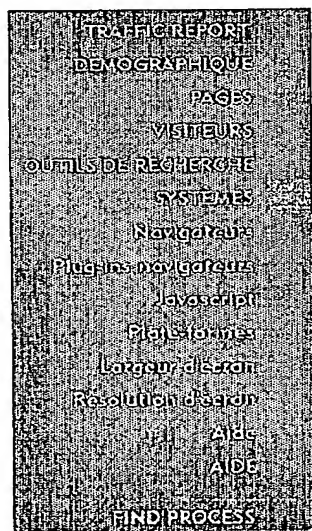 TRAFFIC REPORT
DEMOGRAPHIQUE
PAGES
VISITEURS
OUTILS DE RECHERCHE
SYSTEMES
Navigateurs
Plug-ins navigateurs
Javascript
Plate-formes
Largeur d'écran
Résolution d'écran
Aide
AIDE
FIND PROCESS